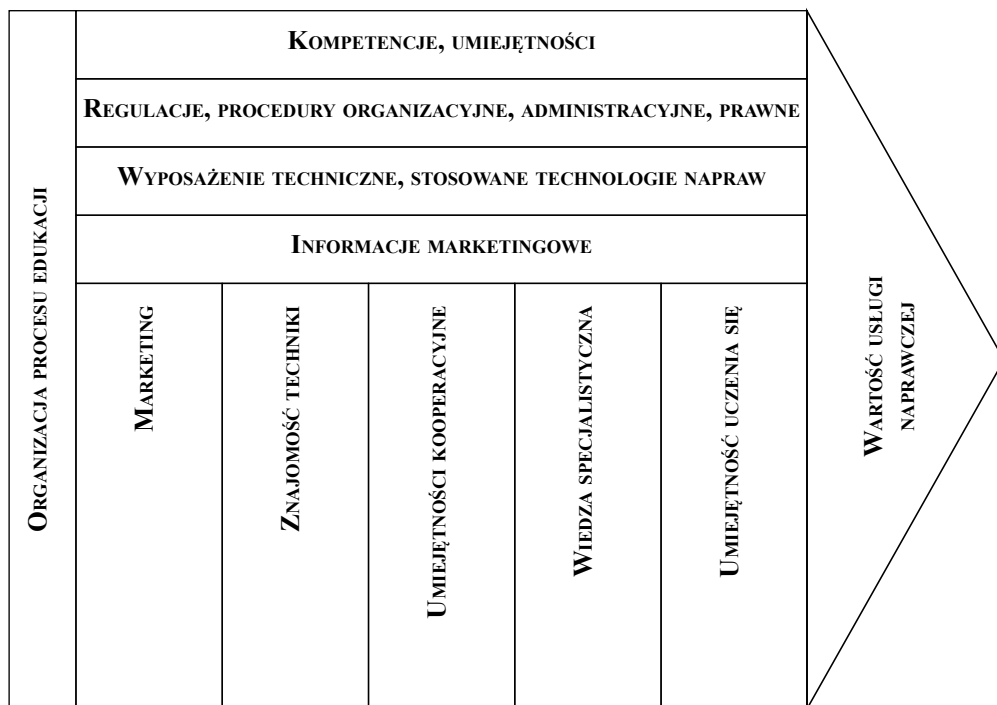 Organizacja procesu edukacji
Kompetencje, umiejętności
Regulacje, procedury organizacyjne, administracyjne, prawne
Wyposażenie techniczne, stosowane technologie napraw
Informacje marketingowe
Marketing
Znajomość techniki
Umiejętności kooperacyjne
Wiedza specjalistyczna
Umiejętność uczenia się
Wartość usługi
naprawczej